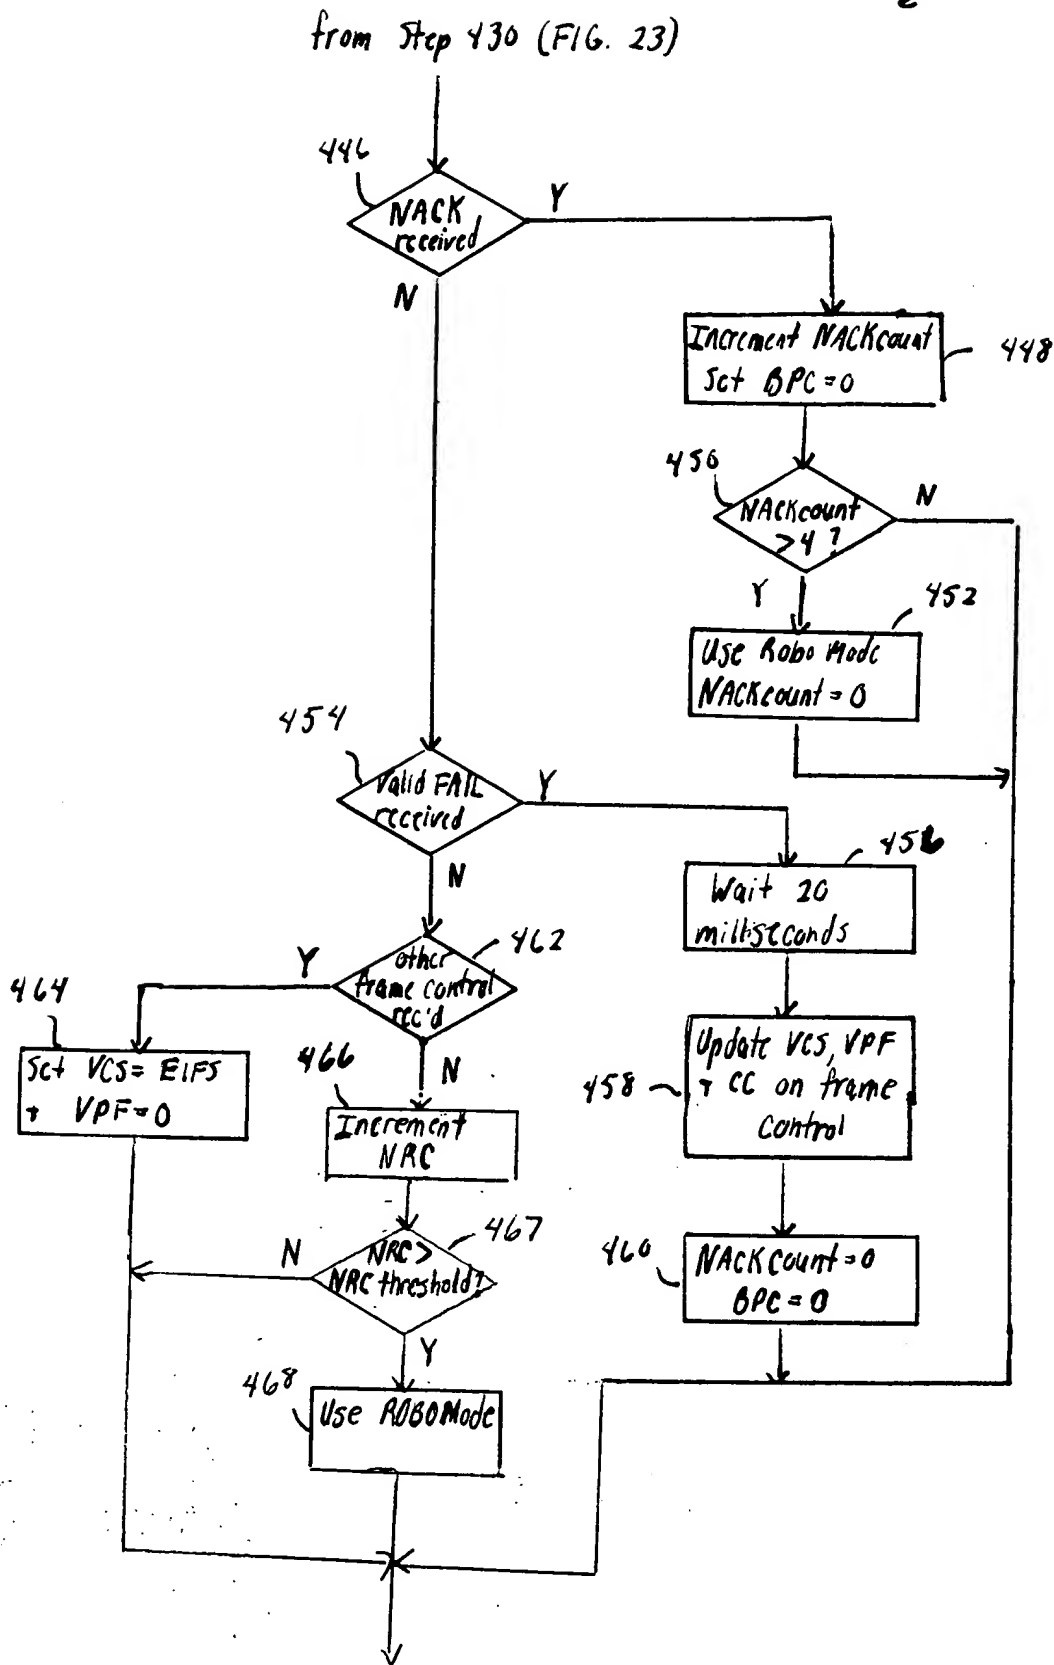 from Step 430 (FIG. 23)
446
NACK
received
Y
N
Increment NACKcount
Set BPC=0
448
450
NACKcount
>4?
N
Y
452
Use Robo Mode
NACKcount=0
454
Valid FAIL
received
Y
N
456
Wait 20
milliseconds
462
other
frame control
rec'd
Y
N
464
Set VCS= EIFS
+ VPF=0
458
Update VCS, VPF
+ CC on frame
control
466
Increment
NRC
467
NRC>
NRC threshold?
N
Y
460
NACKCount=0
BPC=0
468
Use ROBO Mode